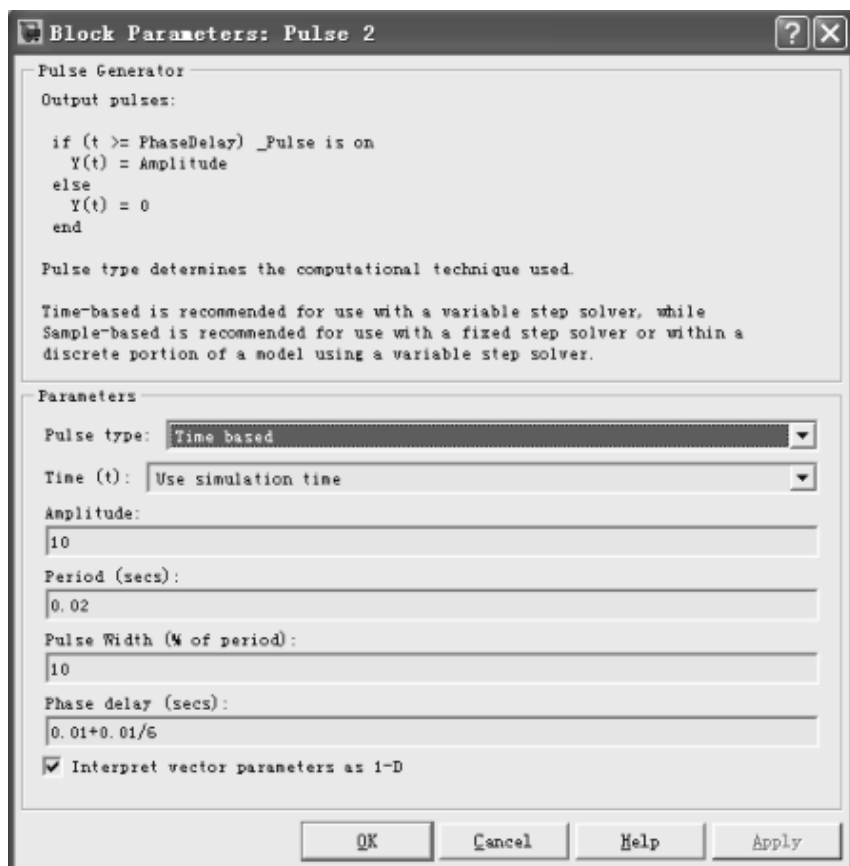 Block Parameters: Pulse 2
Pulse Generator
Output pulses:
if (t >= PhaseDelay) _Pulse is on
Y(t) = Amplitude
else
Y(t) = 0
end
Pulse type determines the computational technique used.
Time-based is recommended for use with a variable step solver, while
Sample-based is recommended for use with a fixed step solver or within a
discrete portion of a model using a variable step solver.
Parameters
Pulse type: Time based
Time (t): Use simulation time
Amplitude:
10
Period (secs):
0.02
Pulse Width (% of period):
10
Phase delay (secs):
0.01+0.01/6
Interpret vector parameters as 1-D
OK Cancel Help Apply